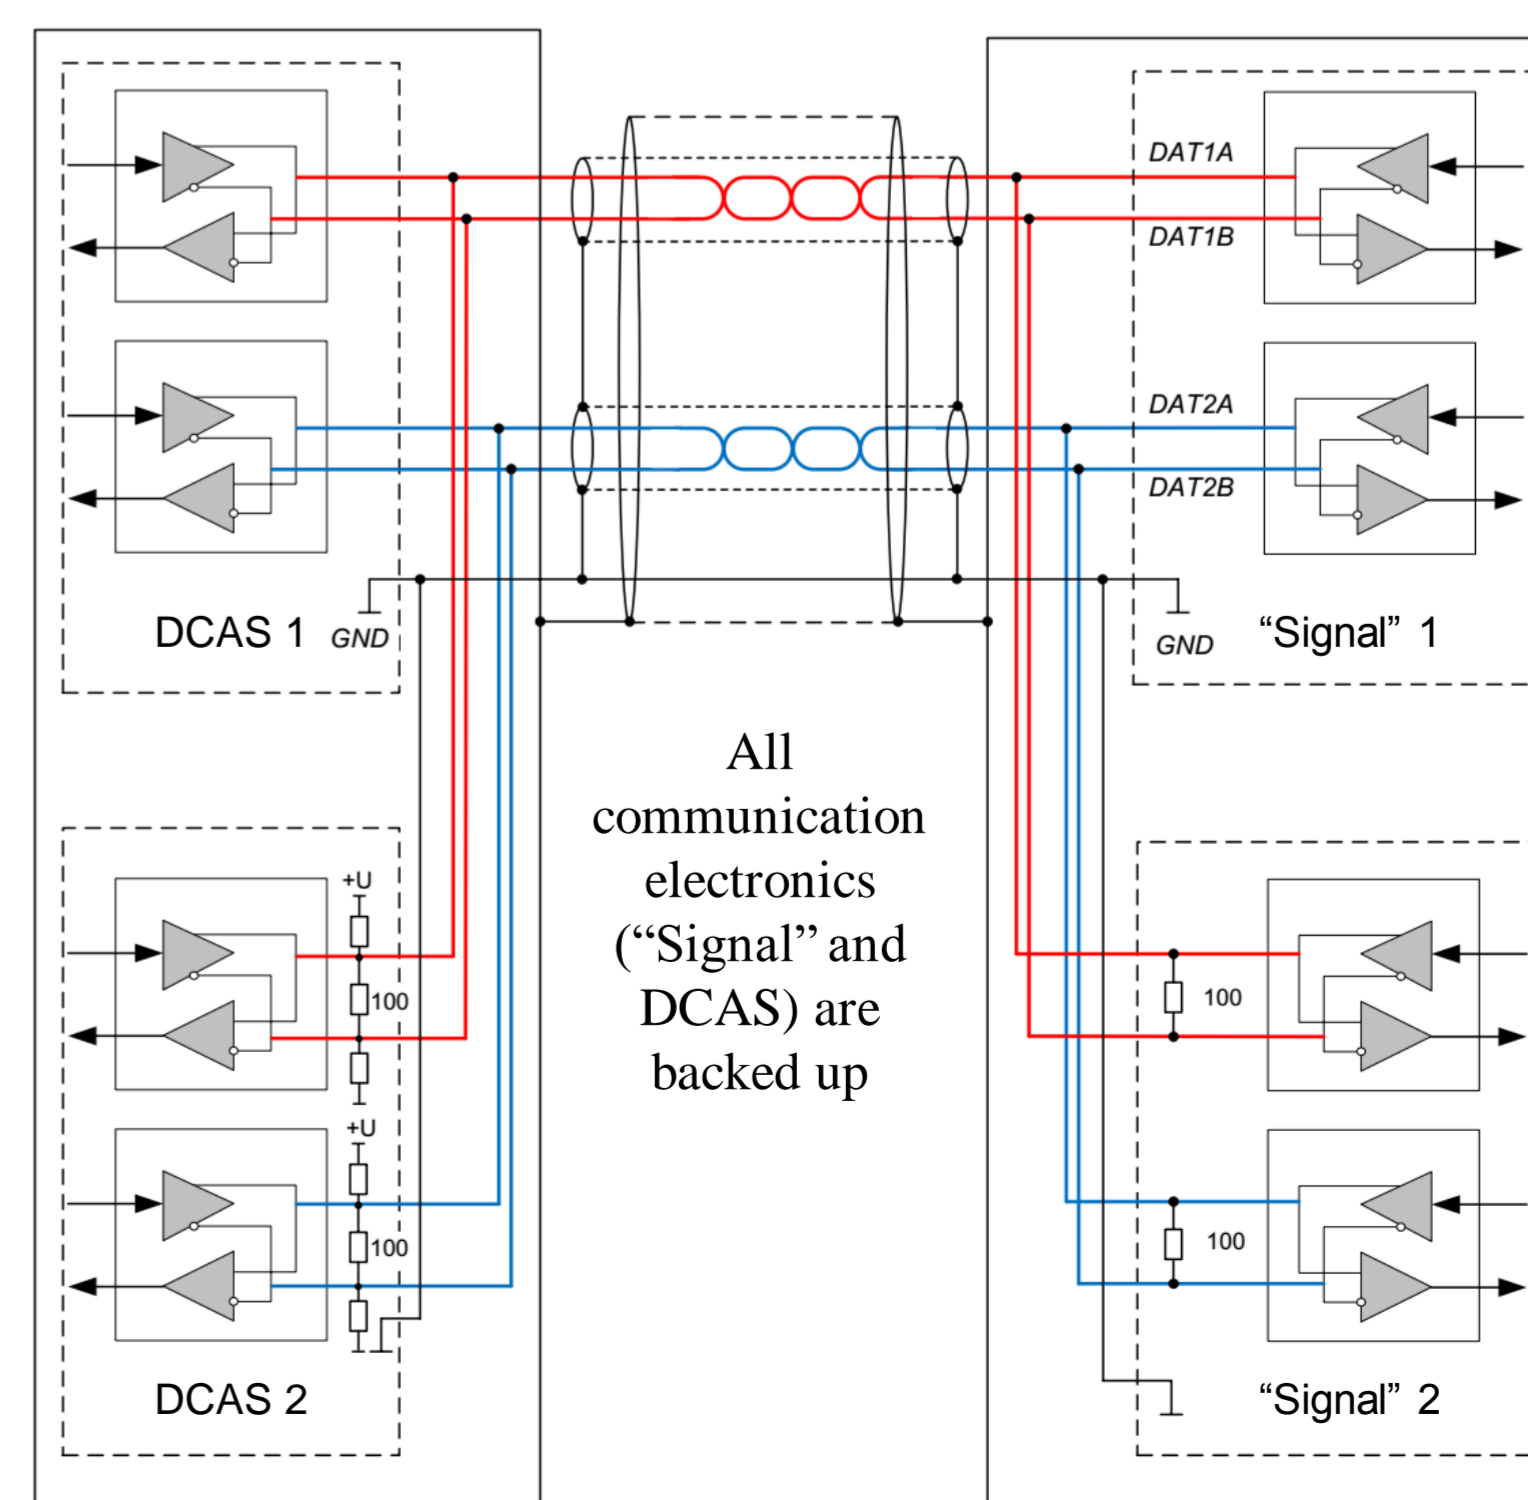 DAT1A
DAT1B
DAT2A
DAT2B
DCAS 1
GND
GND
“Signal” 1
All
communication
electronics
(“Signal” and
DCAS) are
backed up
+U
100
100
+U
100
100
DCAS 2
“Signal” 2